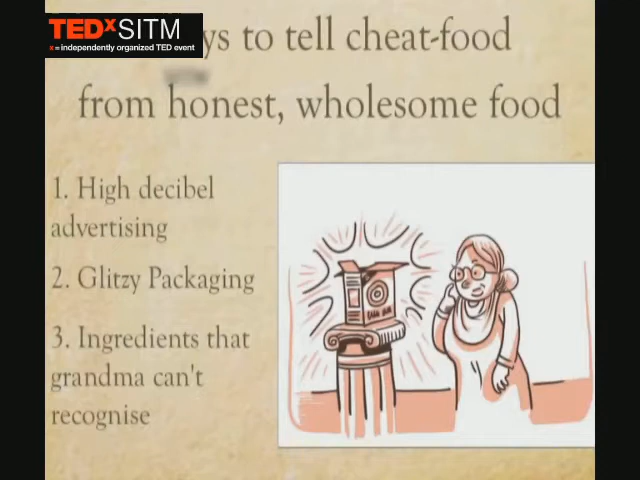 TEDxSITM
x = independently organized TED event
to tell cheat-food
from honest, wholesome food
1. High decibel
advertising
2. Glitzy Packaging
3. Ingredients that
grandma can't
recognise